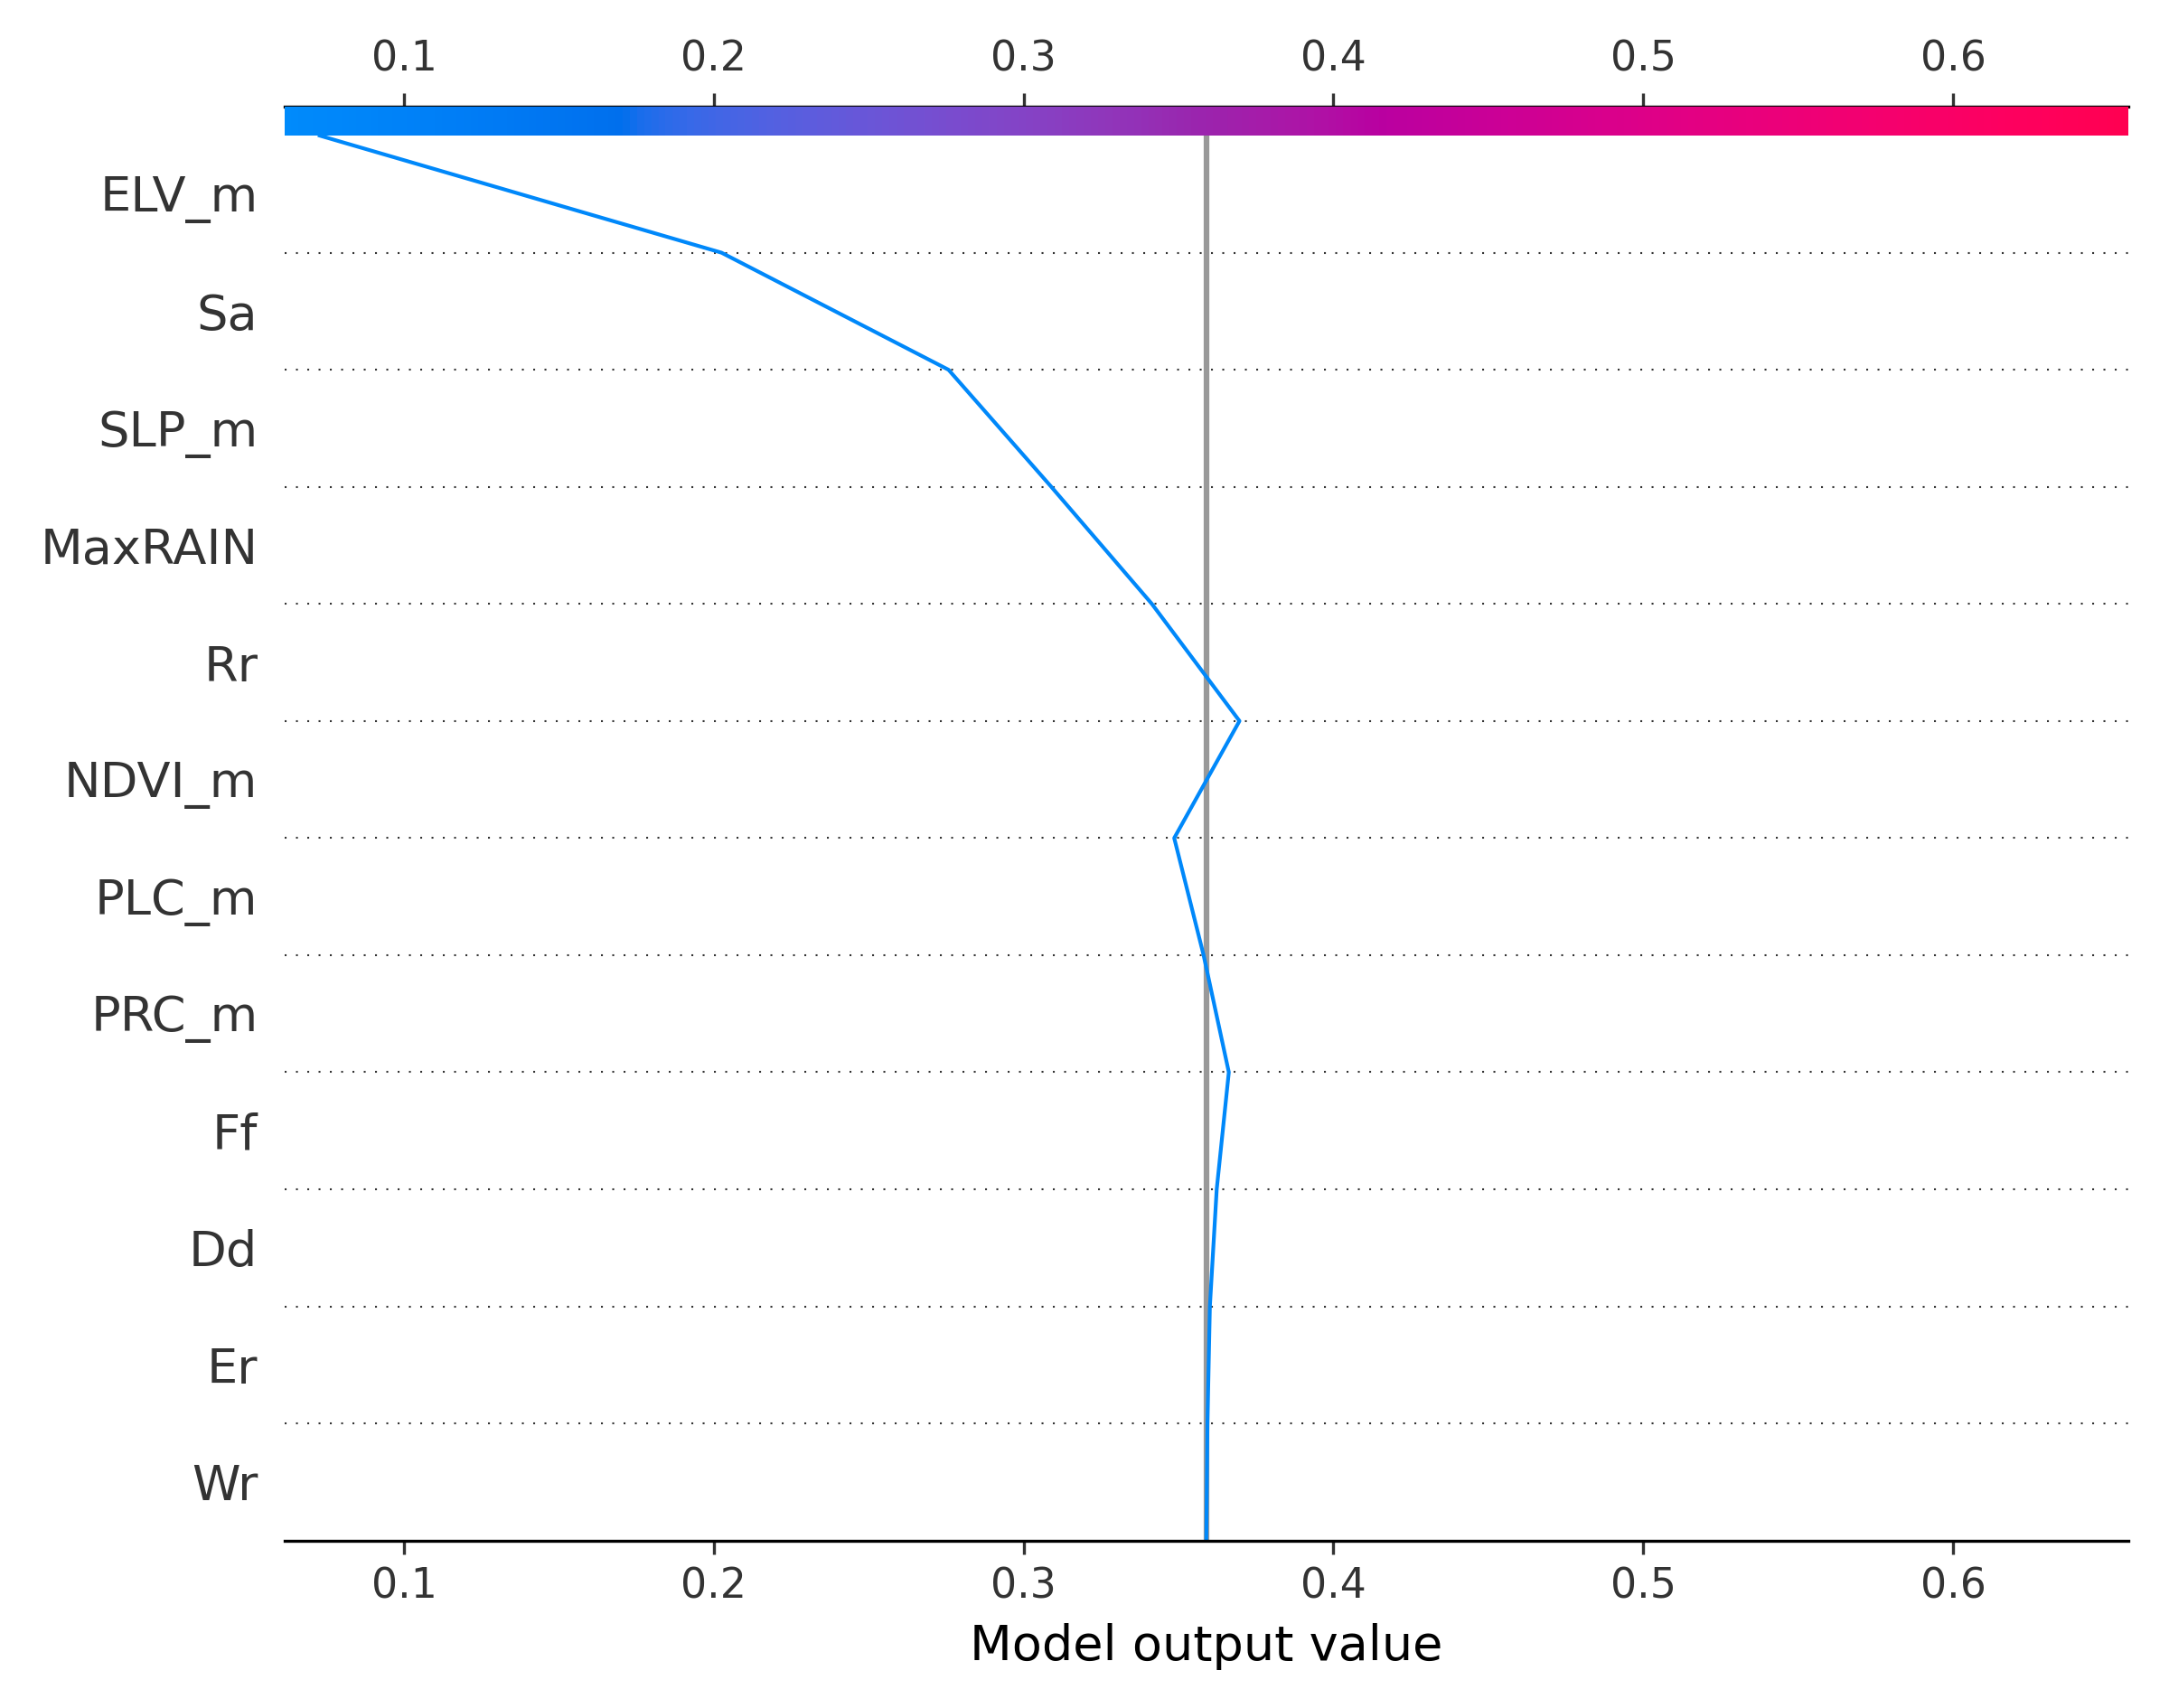 0.1 0.2 0.3 0.4 0.5 0.6
ELV_m
Sa
SLP_m
MaxRAIN
Rr
NDVI_m
PLC_m
PRC_m
Ff
Dd
Er
Wr
0.1 0.2 0.3 0.4 0.5 0.6
Model output value